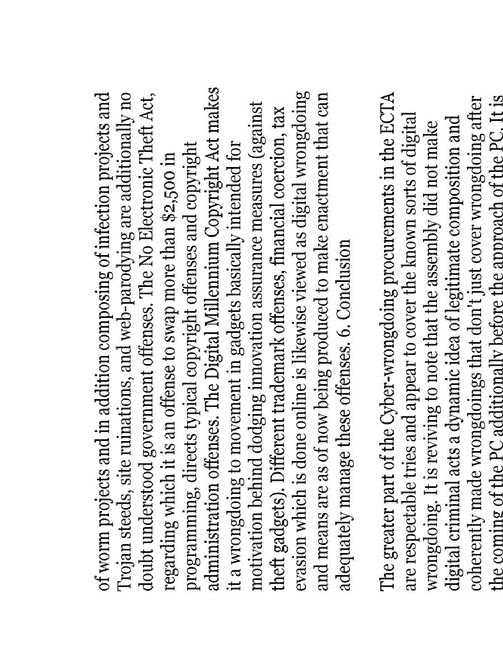 of worm projects and in addition composing of infection projects and
Trojan steeds, site ruinations, and web-parodying are additionally no
doubt understood government offenses. The No Electronic Theft Act,
regarding which it is an offense to swap more than $2,500 in
programming, directs typical copyright offenses and copyright
administration offenses. The Digital Millennium Copyright Act makes
it a wrongdoing to movement in gadgets basically intended for
motivation behind dodging innovation assurance measures (against
theft gadgets). Different trademark offenses, financial coercion, tax
evasion which is done online is likewise viewed as digital wrongdoing
and means are as of now being produced to make enactment that can
adequately manage these offenses. 6. Conclusion
The greater part of the Cyber-wrongdoing procurements in the ECTA
are respectable tries and appear to cover the known sorts of digital
wrongdoing. It is reviving to note that the assembly did not make
digital criminal acts a dynamic idea of legitimate composition and
coherently made wrongdoings that don't just cover wrongdoing after
the coming of the PC additionally before the approach of the PC. It is